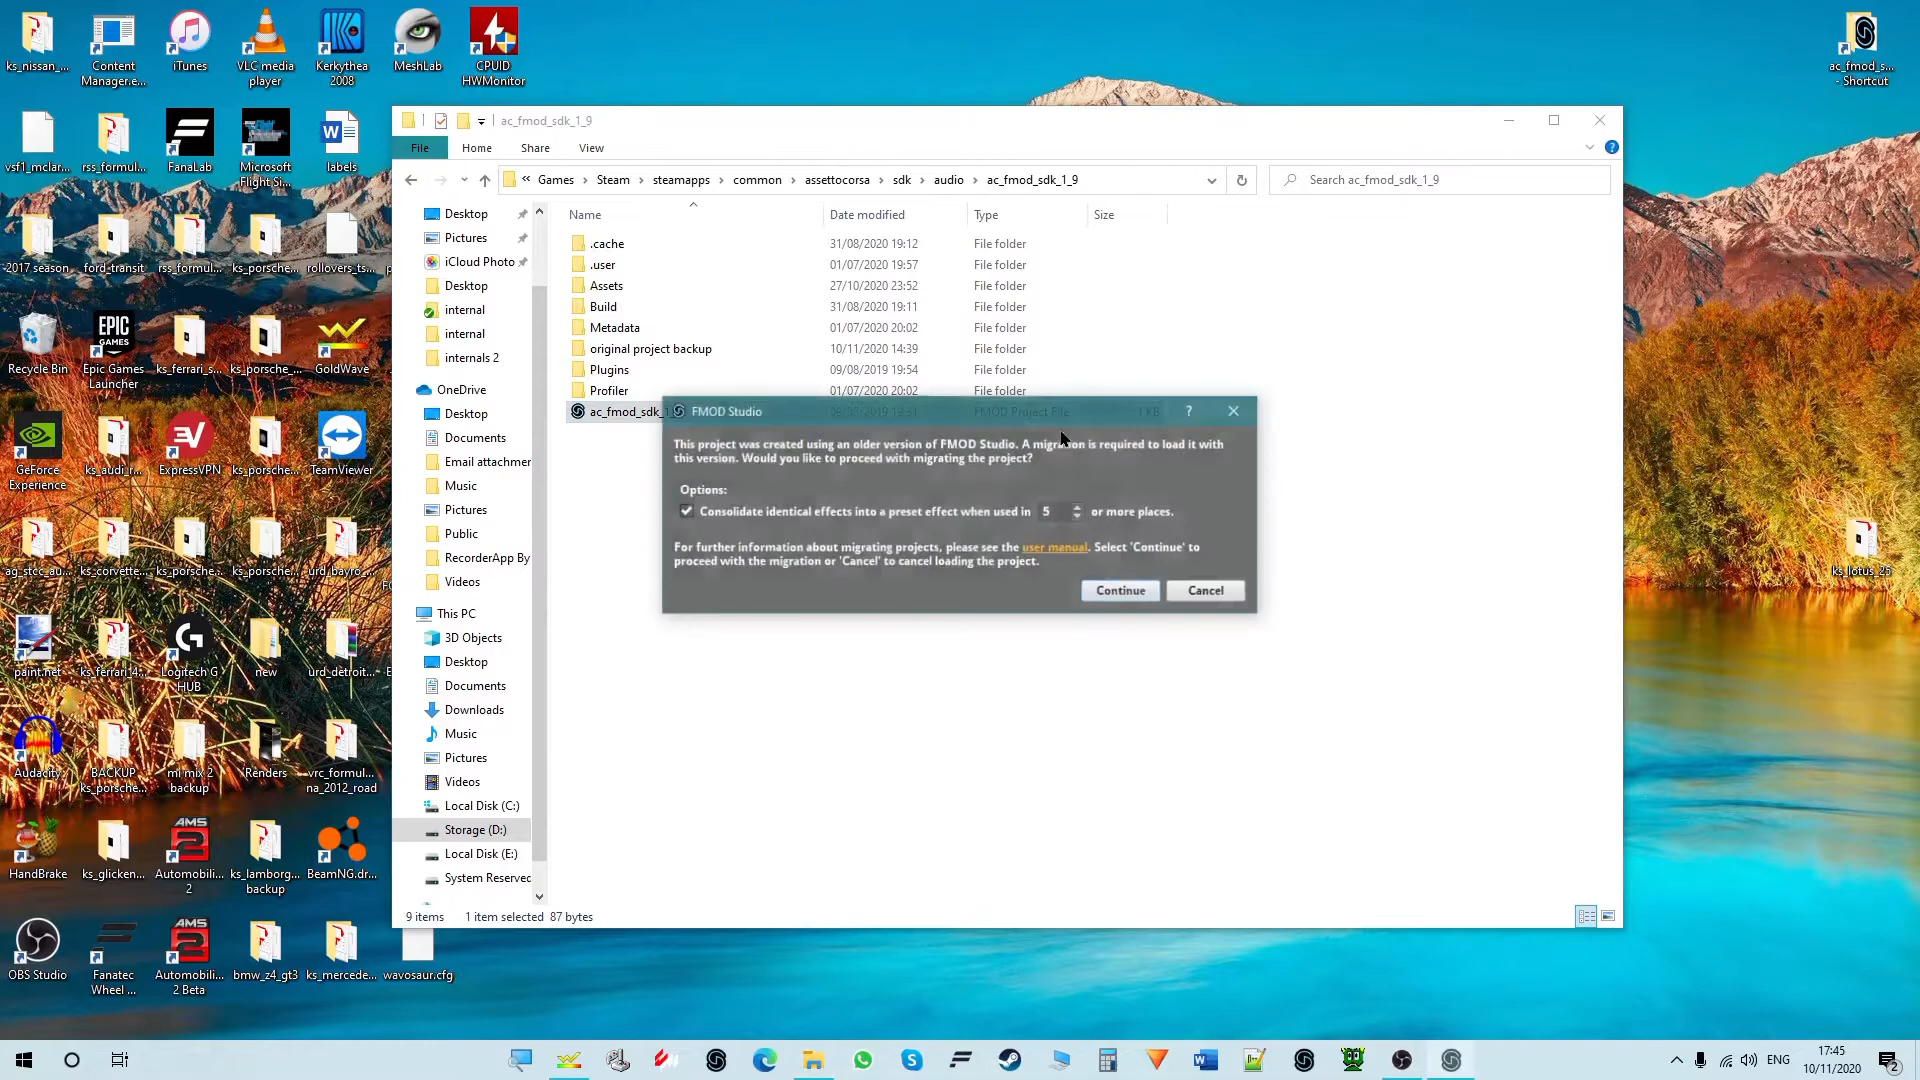 ks_nissan_...
Content
Manager.e...
iTunes
VLC media
player
Kerkythea
2008
MeshLab
CPUID
HWMonitor
ac_fmod_s...
- Shortcut
vsf1_mclar...
rss_formul...
FanaLab
Microsoft
Flight Si...
labels
2017 season
ford_transit
rss_formul...
ks_porsche...
rollovers_ts...
Recycle Bin
Epic Games
Launcher
ks_ferrari_s...
ks_porsche_...
GoldWave
GeForce
Experience
ks_audi_r...
ExpressVPN
ks_porsche...
TeamViewer
ag_stcc_au...
ks_corvette...
ks_porsche...
ks_porsche...
urd_bayro...
paint.net
ks_ferrari_4...
Logitech G
HUB
new
urd_detroit...
Audacity
BACKUP
ks_porsche...
mi mix 2
backup
Renders
vrc_formul...
na_2012_road
HandBrake
ks_glicken...
Automobili...
2
ks_lamborg...
backup
BeamNG.dr...
OBS Studio
Fanatec
Wheel ...
Automobili...
2 Beta
bmw_z4_gt3
ks_mercede...
wavosaur.cfg
ks_lotus_25
ac_fmod_sdk_1_9
File
Home
Share
View
« Games > Steam > steamapps > common > assettocorsa > sdk > audio > ac_fmod_sdk_1_9
Search ac_fmod_sdk_1_9
Desktop
Pictures
iCloud Photo
Desktop
internal
internal
internals 2
OneDrive
Desktop
Documents
Email attachmer
Music
Pictures
Public
RecorderApp By
Videos
This PC
3D Objects
Desktop
Documents
Downloads
Music
Pictures
Videos
Local Disk (C:)
Storage (D:)
Local Disk (E:)
System Reserved
Name Date modified Type Size
.cache 31/08/2020 19:12 File folder
.user 01/07/2020 19:57 File folder
Assets 27/10/2020 23:52 File folder
Build 31/08/2020 19:11 File folder
Metadata 01/07/2020 20:02 File folder
original project backup 10/11/2020 14:39 File folder
Plugins 09/08/2019 19:54 File folder
Profiler 01/07/2020 20:02 File folder
ac_fmod_sdk_1 FMOD Project File 1 KB
FMOD Studio
This project was created using an older version of FMOD Studio. A migration is required to load it with
this version. Would you like to proceed with migrating the project?
Options:
Consolidate identical effects into a preset effect when used in 5 or more places.
For further information about migrating projects, please see the user manual. Select 'Continue' to
proceed with the migration or 'Cancel' to cancel loading the project.
Continue
Cancel
9 items 1 item selected 87 bytes
ENG
17:45
10/11/2020
2